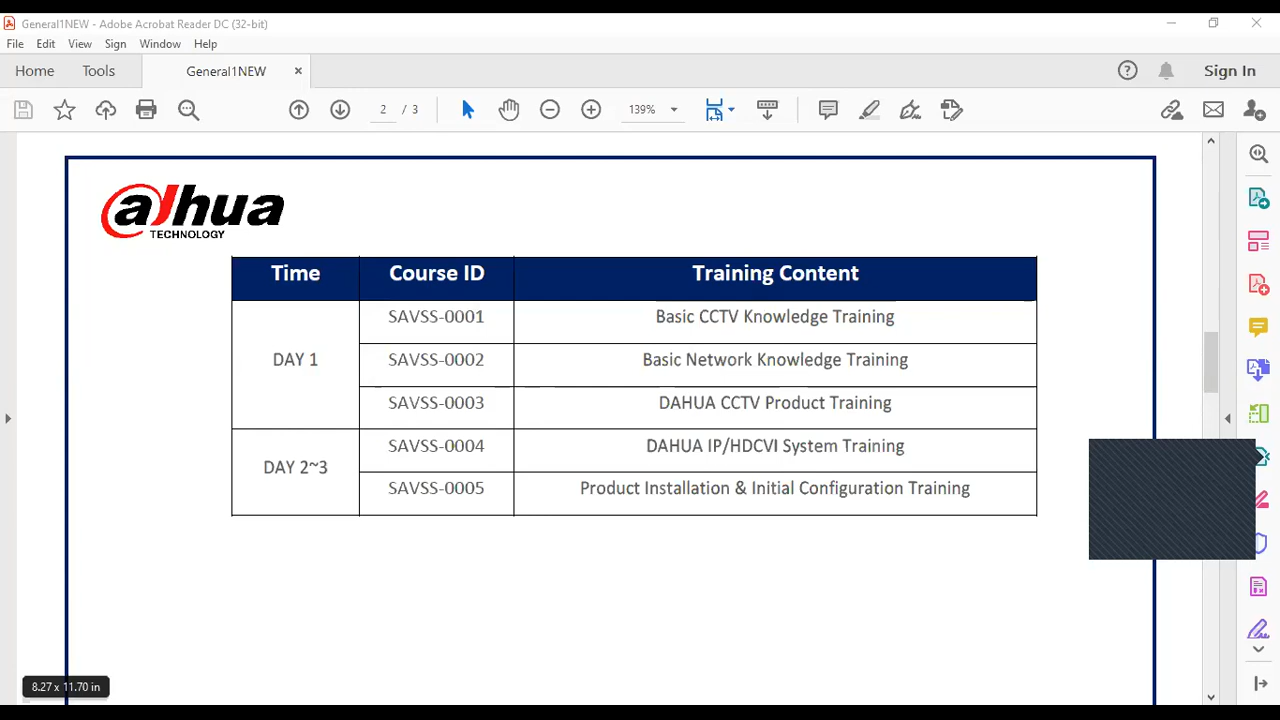 General1NEW - Adobe Acrobat Reader DC (32-bit)
File Edit View Sign Window Help
Home Tools General1NEW × Sign In
2 / 3 139%
alhua
TECHNOLOGY
Time Course ID Training Content
DAY 1
SAVSS-0001 Basic CCTV Knowledge Training
SAVSS-0002 Basic Network Knowledge Training
SAVSS-0003 DAHUA CCTV Product Training
DAY 2~3
SAVSS-0004 DAHUA IP/HDCVI System Training
SAVSS-0005 Product Installation & Initial Configuration Training
8.27 x 11.70 in